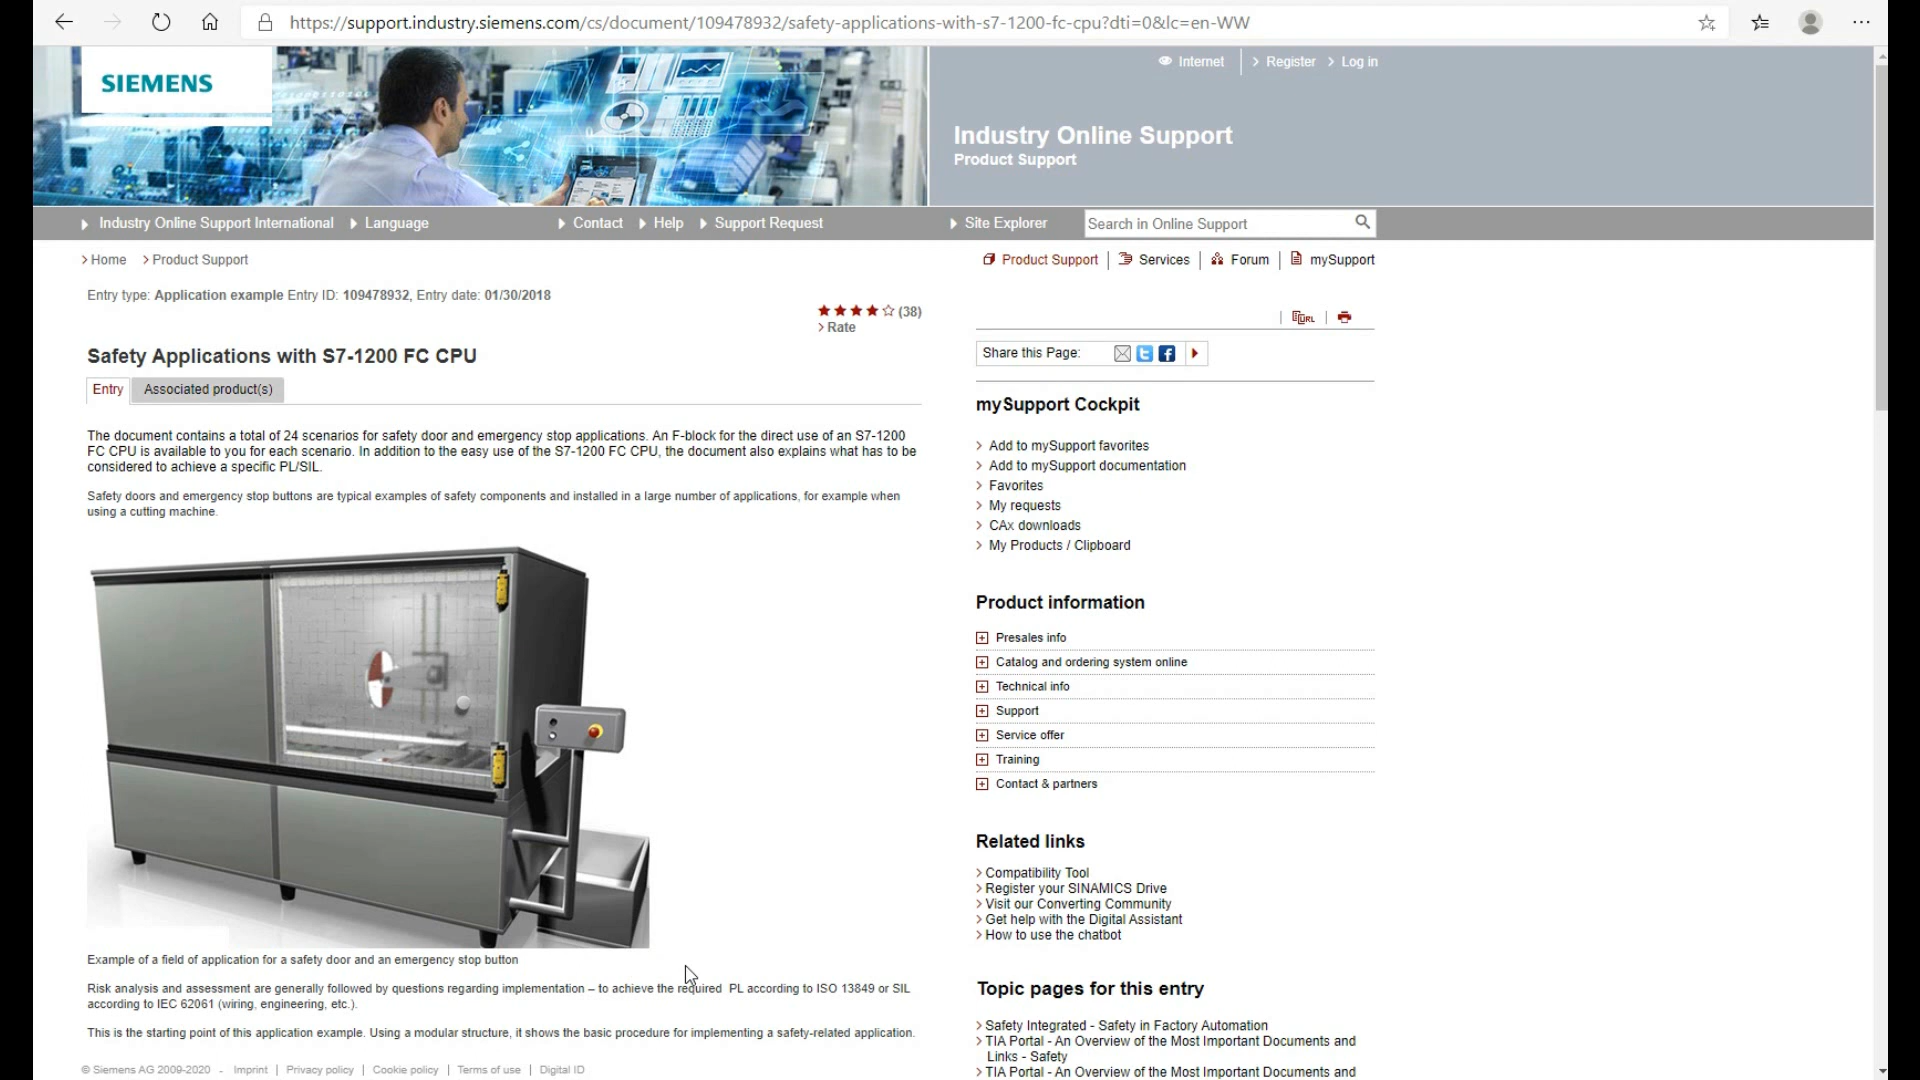 https://support.industry.siemens.com/cs/document/109478932/safety-applications-with-s7-1200-fc-cpu?dti=0&lc=en-WW
SIEMENS
Internet
Register
Log in
Industry Online Support
Product Support
Industry Online Support International
Language
Contact
Help
Support Request
Site Explorer
Search in Online Support
Home
Product Support
Product Support
Services
Forum
mySupport
Entry type: Application example Entry ID: 109478932, Entry date: 01/30/2018
(38)
Rate
URL
Safety Applications with S7-1200 FC CPU
Share this Page:
Entry
Associated product(s)
The document contains a total of 24 scenarios for safety door and emergency stop applications. An F-block for the direct use of an S7-1200
FC CPU is available to you for each scenario. In addition to the easy use of the S7-1200 FC CPU, the document also explains what has to be
considered to achieve a specific PL/SIL.
Safety doors and emergency stop buttons are typical examples of safety components and installed in a large number of applications, for example when
using a cutting machine.
Example of a field of application for a safety door and an emergency stop button
Risk analysis and assessment are generally followed by questions regarding implementation – to achieve the required PL according to ISO 13849 or SIL
according to IEC 62061 (wiring, engineering, etc.).
This is the starting point of this application example. Using a modular structure, it shows the basic procedure for implementing a safety-related application.
mySupport Cockpit
Add to mySupport favorites
Add to mySupport documentation
Favorites
My requests
CAx downloads
My Products / Clipboard
Product information
Presales info
Catalog and ordering system online
Technical info
Support
Service offer
Training
Contact & partners
Related links
Compatibility Tool
Register your SINAMICS Drive
Visit our Converting Community
Get help with the Digital Assistant
How to use the chatbot
Topic pages for this entry
Safety Integrated - Safety in Factory Automation
TIA Portal - An Overview of the Most Important Documents and
Links - Safety
TIA Portal - An Overview of the Most Important Documents and
© Siemens AG 2009-2020 - Imprint | Privacy policy | Cookie policy | Terms of use | Digital ID